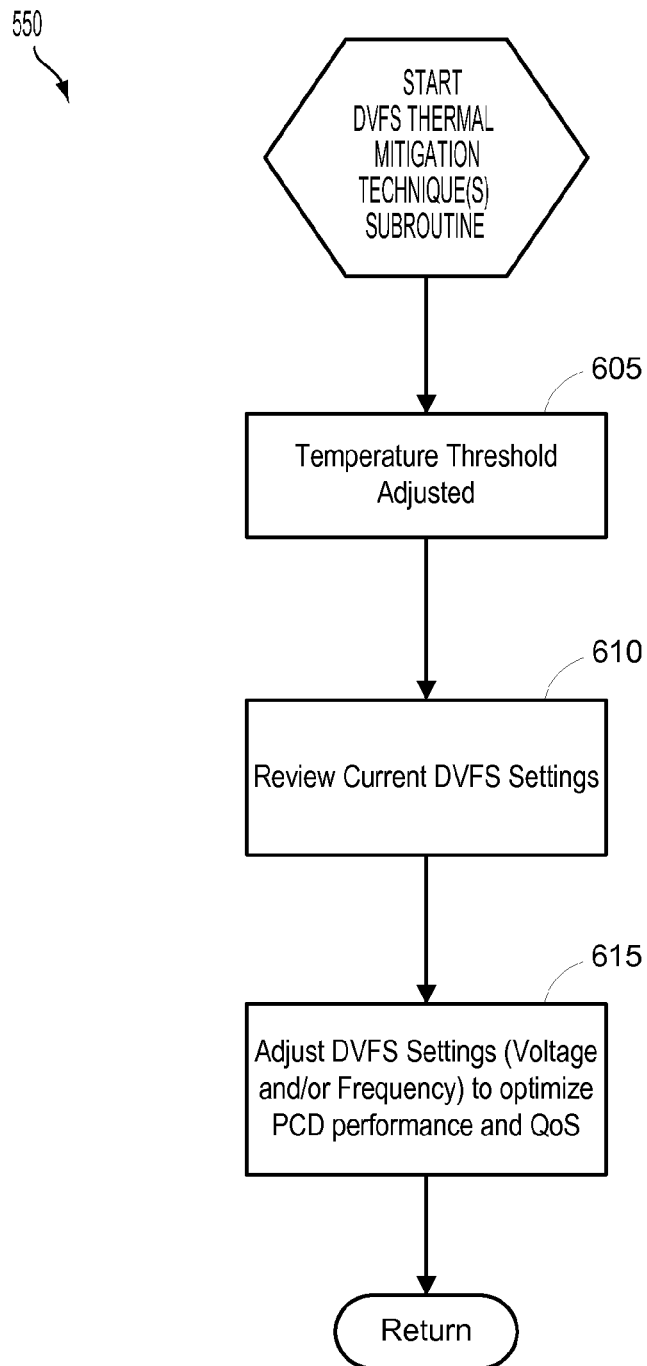 550
START
DVFS THERMAL
MITIGATION
TECHNIQUE(S)
SUBROUTINE
605
Temperature Threshold
Adjusted
610
Review Current DVFS Settings
615
Adjust DVFS Settings (Voltage
and/or Frequency) to optimize
PCD performance and QoS
Return